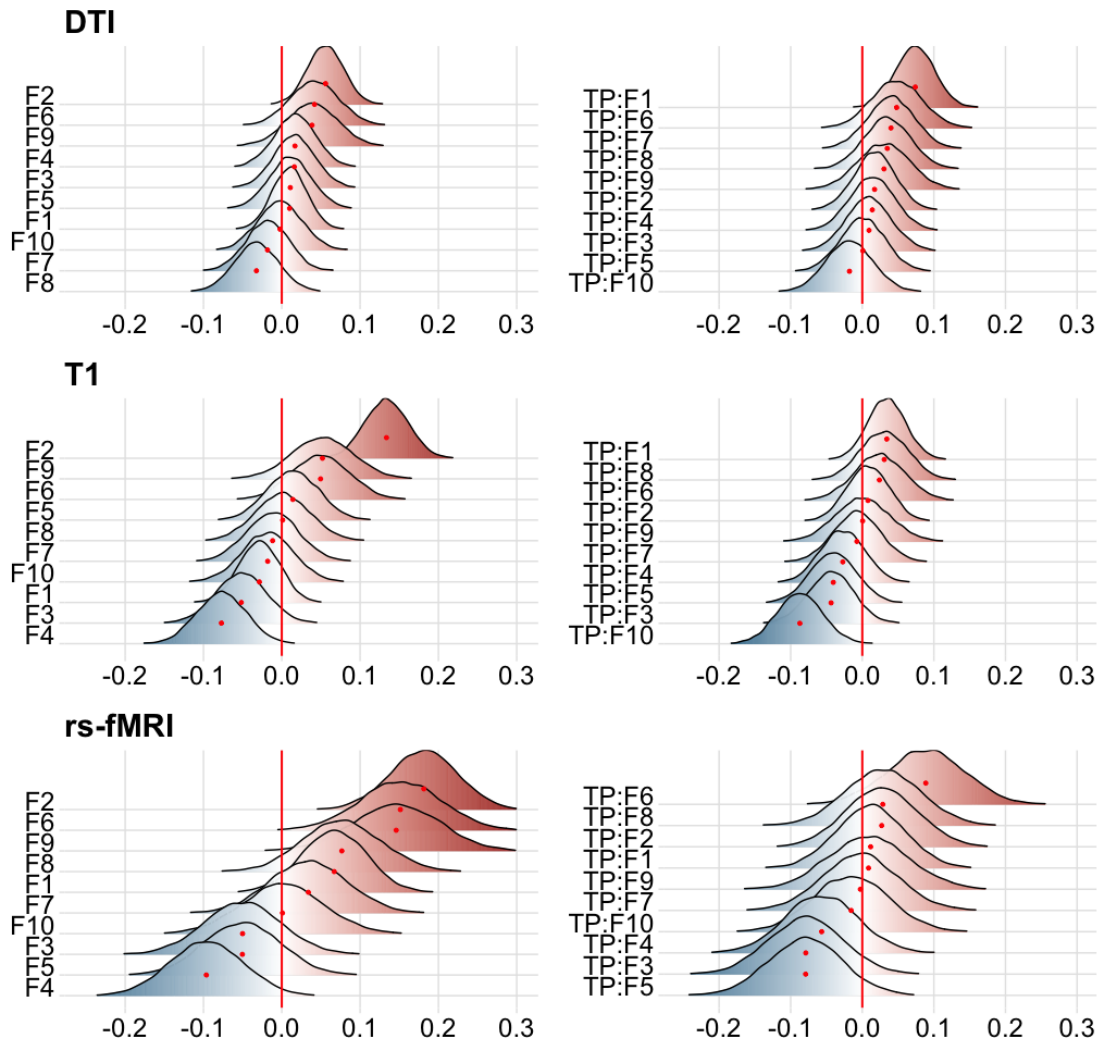 DTI
F2
F6
F9
F4
F3
F5
F1
F10
F7
F8
-0.2 -0.1 0.0 0.1 0.2 0.3
TP:F1
TP:F6
TP:F7
TP:F8
TP:F9
TP:F2
TP:F4
TP:F3
TP:F5
TP:F10
-0.2 -0.1 0.0 0.1 0.2 0.3
T1
F2
F9
F6
F5
F8
F7
F10
F1
F3
F4
-0.2 -0.1 0.0 0.1 0.2 0.3
TP:F1
TP:F8
TP:F6
TP:F2
TP:F9
TP:F7
TP:F4
TP:F5
TP:F3
TP:F10
-0.2 -0.1 0.0 0.1 0.2 0.3
rs-fMRI
F2
F6
F9
F8
F1
F7
F10
F3
F5
F4
-0.2 -0.1 0.0 0.1 0.2 0.3
TP:F6
TP:F8
TP:F2
TP:F1
TP:F9
TP:F7
TP:F10
TP:F4
TP:F3
TP:F5
-0.2 -0.1 0.0 0.1 0.2 0.3